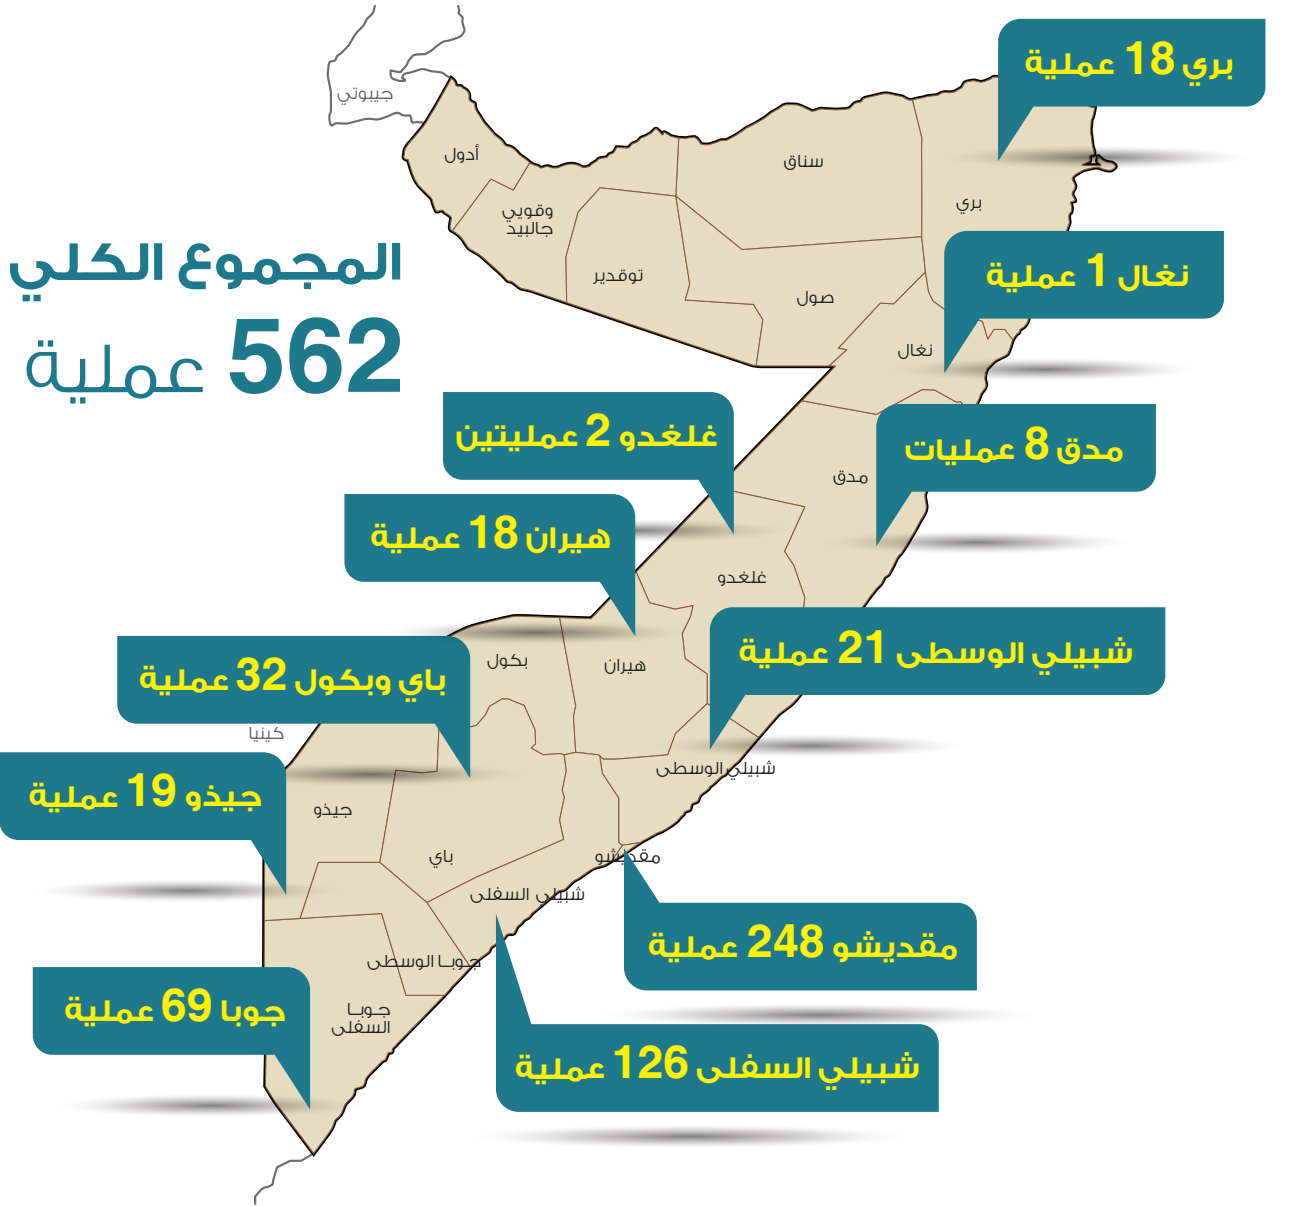 جيبوتي
بري 18 عملية
أدول
سناق
وقويي
جالبيد
بري
توقدير
صول
نغال 1 عملية
المجموع الكلي
562 عملية
نغال
غلغدو 2 عمليتين
مدق 8 عمليات
مدق
هيران 18 عملية
غلغدو
شبيلي الوسطى 21 عملية
بكول
هيران
باي وبكول 32 عملية
كينيا
شبيلي الوسطى
جيذو 19 عملية
جيذو
باي
مقديشو
شبيلي السفلى
مقديشو 248 عملية
جوبا الوسطى
جوبا 69 عملية
جوبا
السفلى
شبيلي السفلى 126 عملية